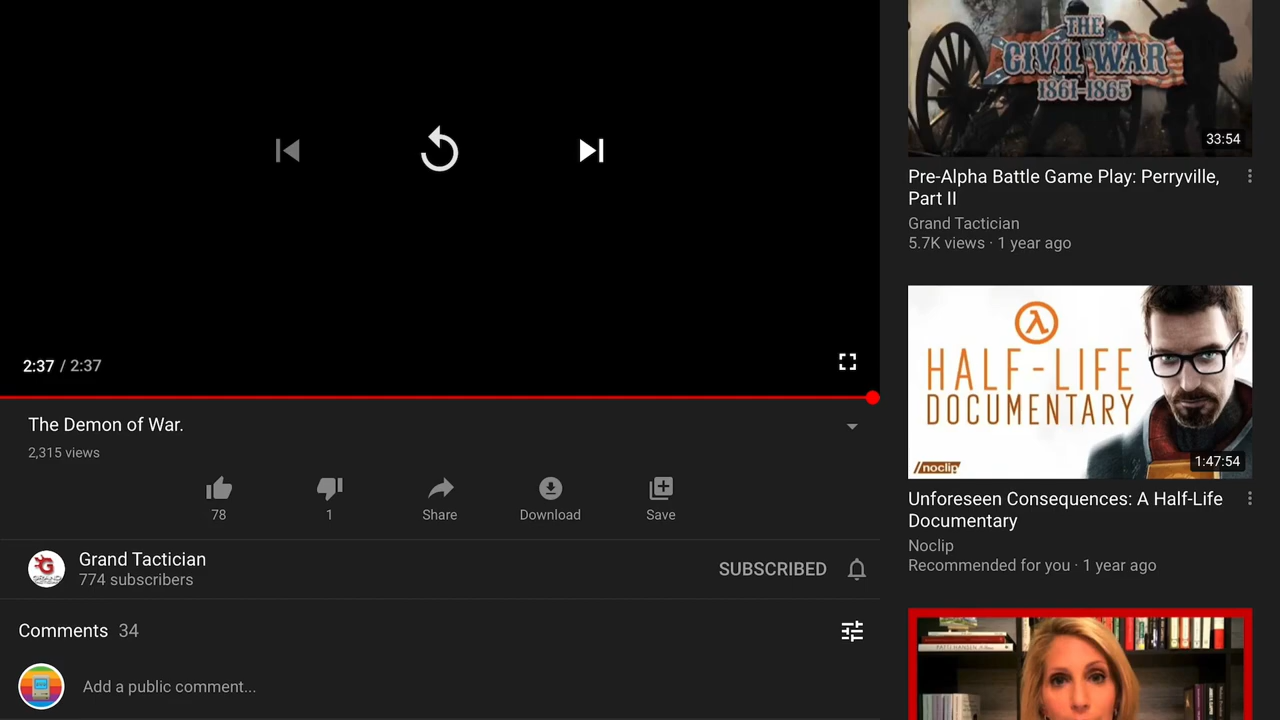 2:37 / 2:37
The Demon of War.
2,315 views
78
1
Share
Download
Save
Grand Tactician
774 subscribers
SUBSCRIBED
Comments 34
Add a public comment...
THE
CIVIL WAR
1861-1865
33:54
Pre-Alpha Battle Game Play: Perryville,
Part II
Grand Tactician
5.7K views · 1 year ago
HALF-LIFE
DOCUMENTARY
/noclip
1:47:54
Unforeseen Consequences: A Half-Life
Documentary
Noclip
Recommended for you · 1 year ago